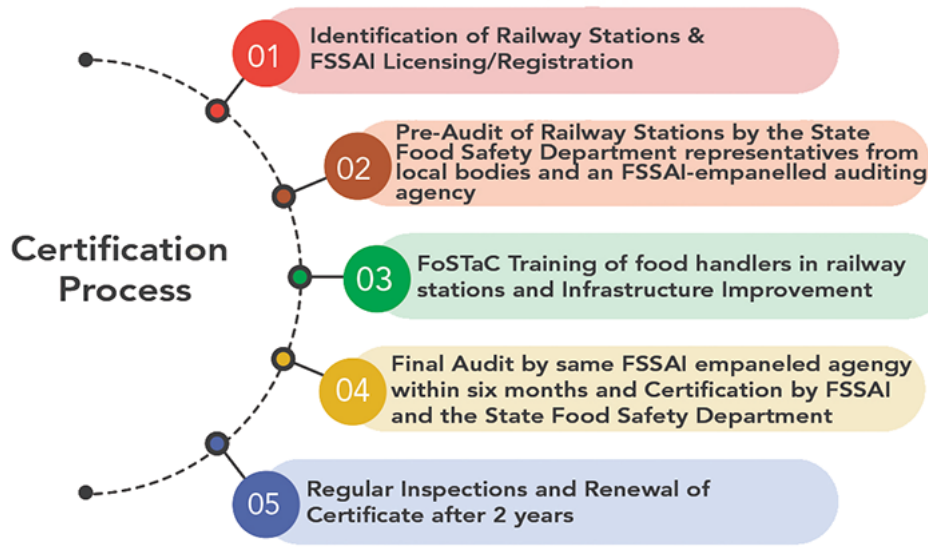 01
Identification of Railway Stations &
FSSAI Licensing/Registration
02
Pre-Audit of Railway Stations by the State
Food Safety Department representatives from
local bodies and an FSSAI-empanelled auditing
agency
Certification
Process
03
FoSTaC Training of food handlers in railway
stations and Infrastructure Improvement
04
Final Audit by same FSSAI empaneled agengy
within six months and Certification by FSSAI
and the State Food Safety Department
05
Regular Inspections and Renewal of
Certificate after 2 years